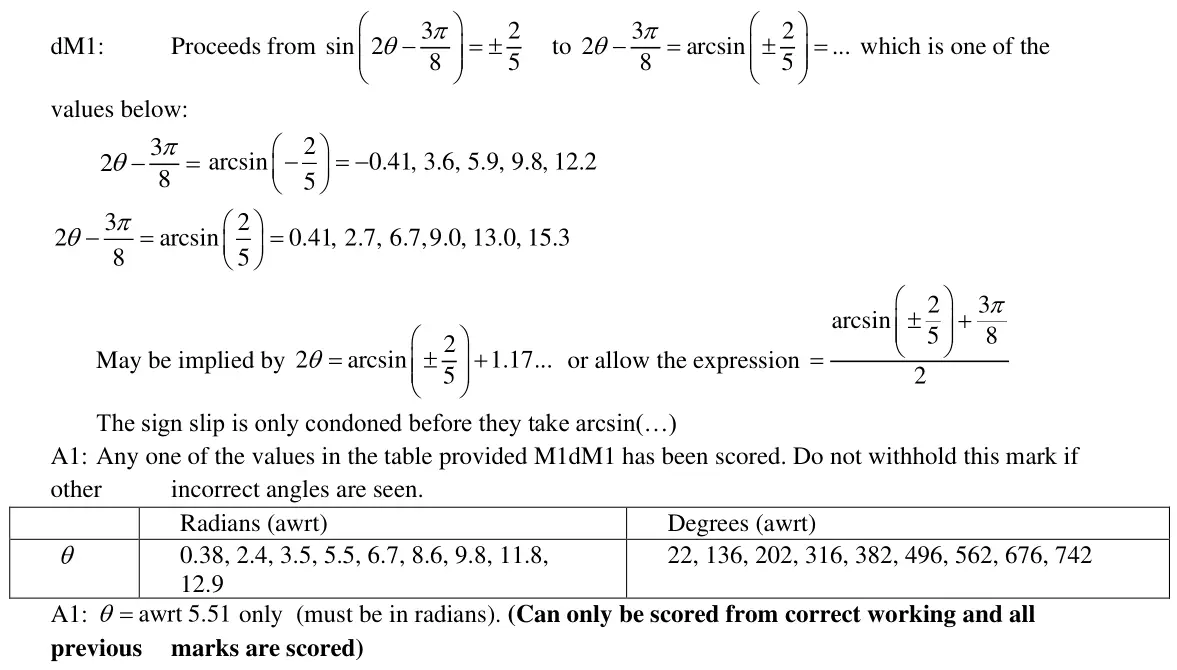 dM1: Proceeds from sin(2θ − 3π/8) = ± 2/5 to 2θ − 3π/8 = arcsin(± 2/5) = ... which is one of the
values below:
2θ − 3π/8 = arcsin(− 2/5) = −0.41, 3.6, 5.9, 9.8, 12.2
2θ − 3π/8 = arcsin(2/5) = 0.41, 2.7, 6.7,9.0, 13.0, 15.3
May be implied by 2θ = arcsin(± 2/5) + 1.17... or allow the expression = (arcsin(± 2/5) + 3π/8)/2
The sign slip is only condoned before they take arcsin(…)
A1: Any one of the values in the table provided M1dM1 has been scored. Do not withhold this mark if
other incorrect angles are seen.
Radians (awrt) Degrees (awrt)
θ 0.38, 2.4, 3.5, 5.5, 6.7, 8.6, 9.8, 11.8, 22, 136, 202, 316, 382, 496, 562, 676, 742
12.9
A1: θ = awrt 5.51 only (must be in radians). (Can only be scored from correct working and all
previous marks are scored)